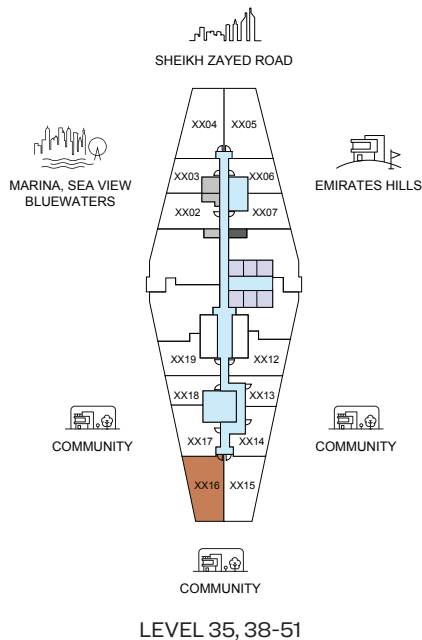 SHEIKH ZAYED ROAD
XX04
XX05
MARINA, SEA VIEW
BLUEWATERS
EMIRATES HILLS
XX03
XX06
XX02
XX07
XX19
XX12
XX18
XX13
COMMUNITY
COMMUNITY
XX17
XX14
XX16
XX15
COMMUNITY
LEVEL 35, 38-51